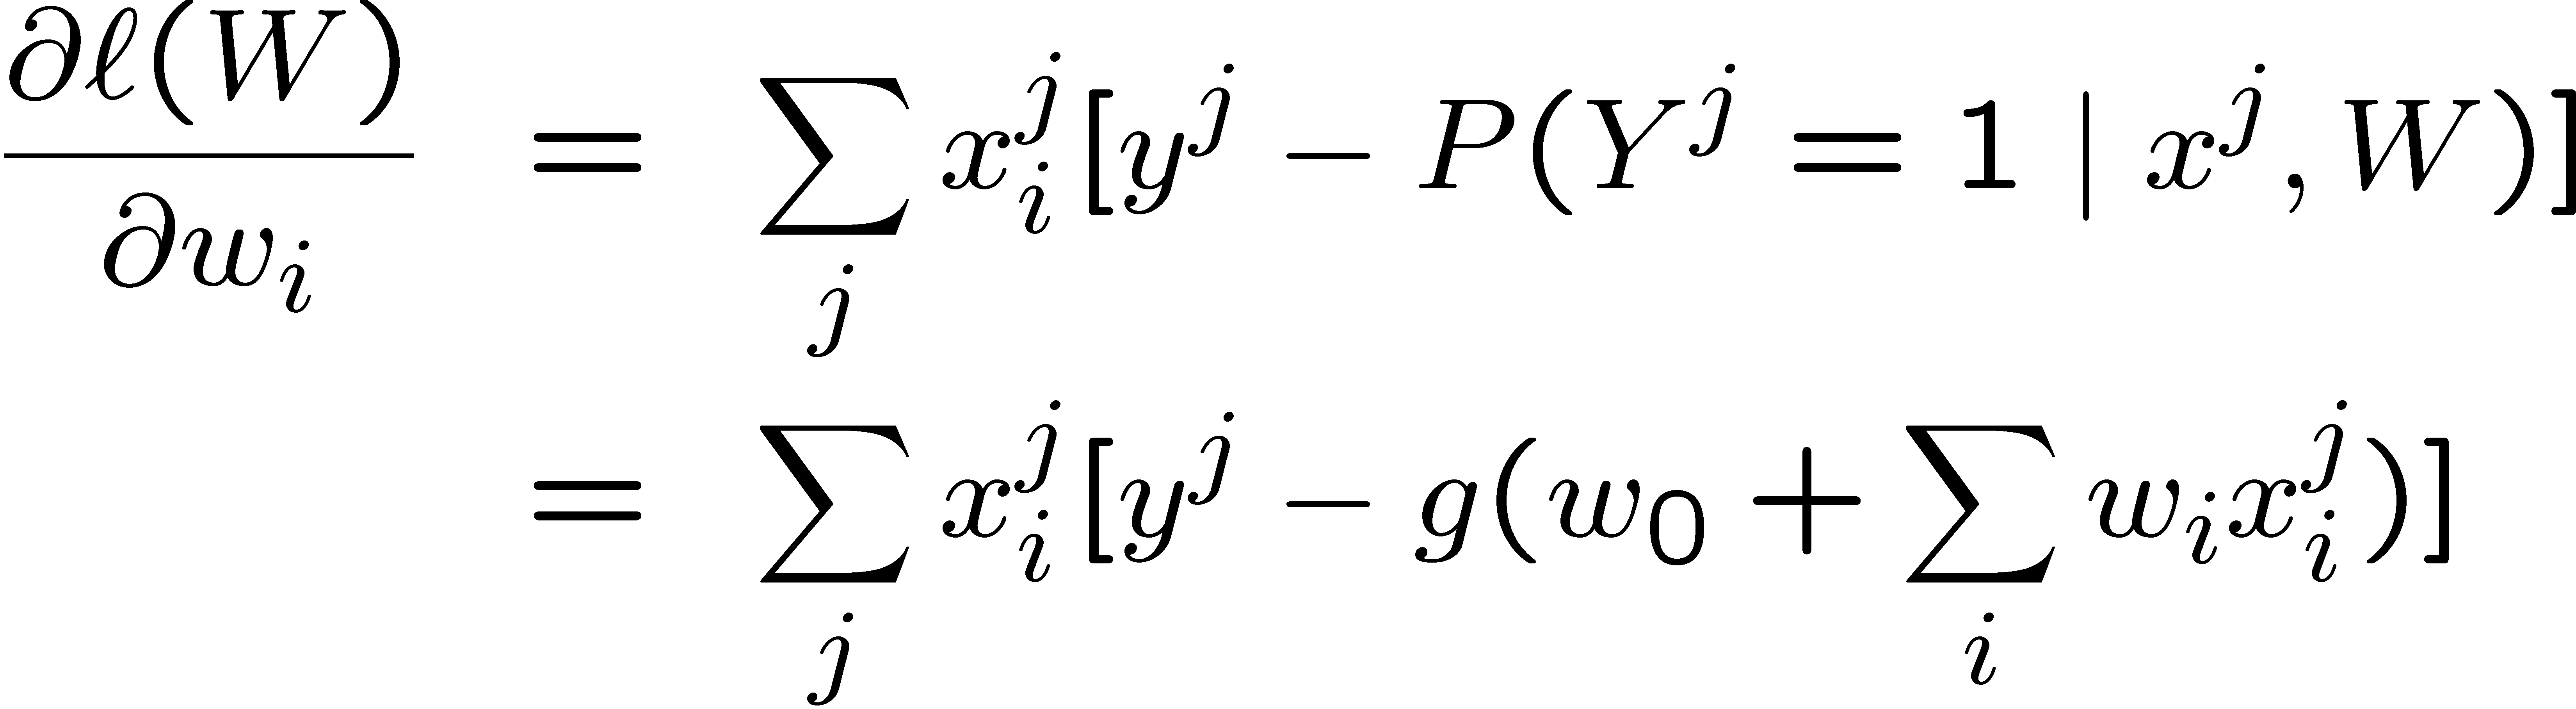 ∂ℓ(W)/∂w_i = ∑_j x_i^j [y^j − P(Y^j = 1 | x^j, W)]
= ∑_j x_i^j [y^j − g(w_0 + ∑_i w_i x_i^j)]